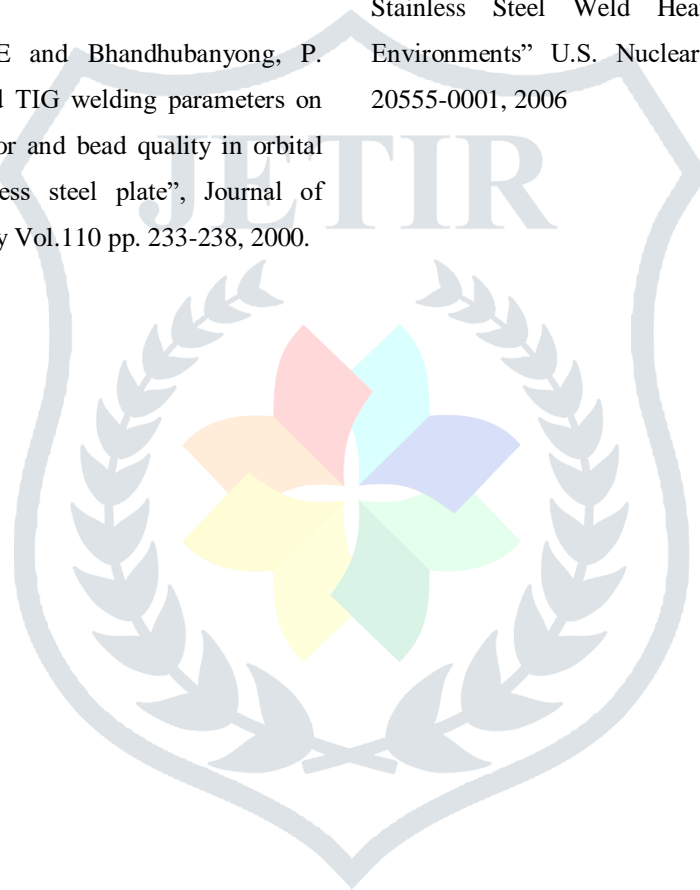 E and Bhandhubanyong, P.
TIG welding parameters on
or and bead quality in orbital
ess steel plate”, Journal of
y Vol.110 pp. 233-238, 2000.
Stainless Steel Weld Hea
Environments” U.S. Nuclear
20555-0001, 2006
JETIR